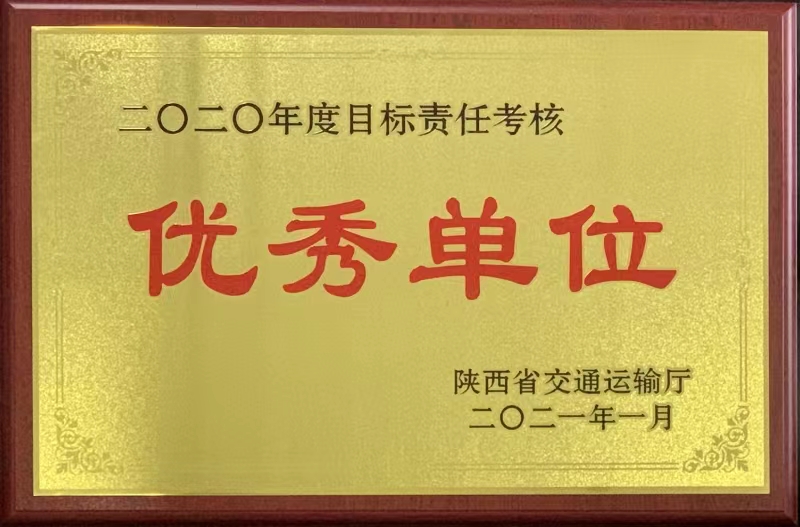 二〇二〇年度目标责任考核
优秀单位
陕西省交通运输厅
二〇二一年一月